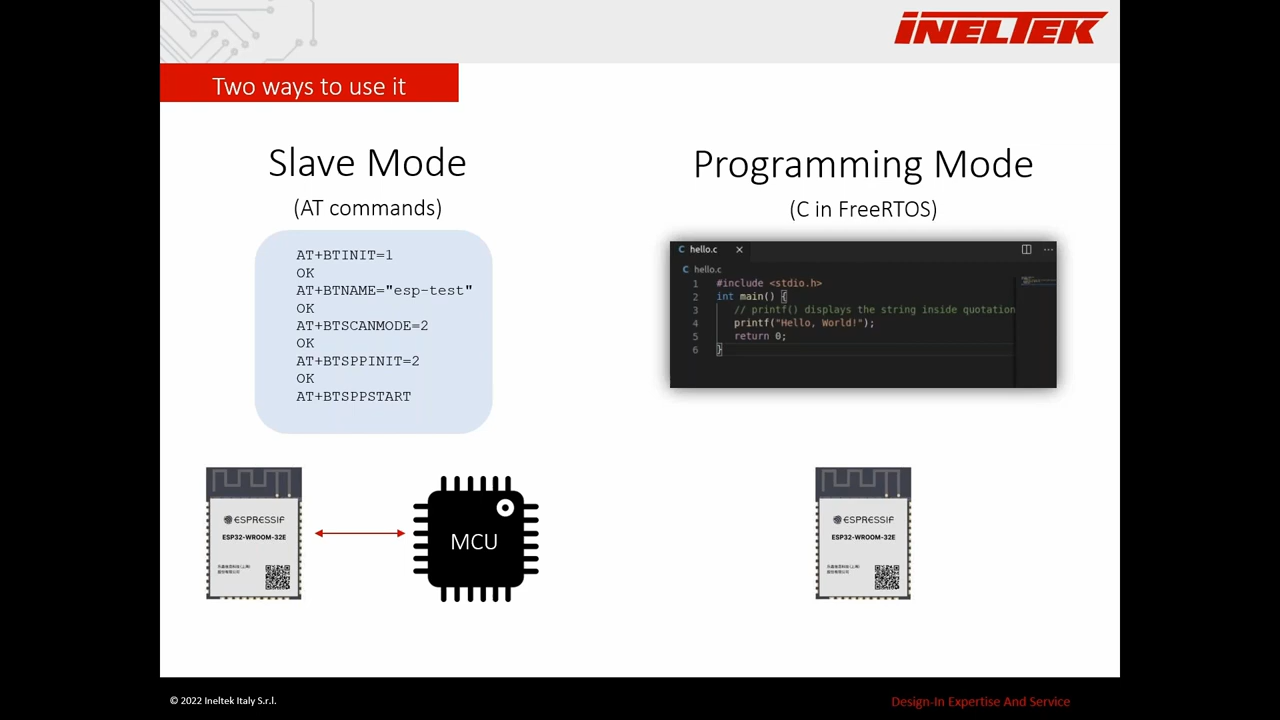 INELTEK
Two ways to use it
Slave Mode
(AT commands)
AT+BTINIT=1
OK
AT+BTNAME="esp-test"
OK
AT+BTSCANMODE=2
OK
AT+BTSPPINIT=2
OK
AT+BTSPPSTART
ESPRESSIF
ESP32-WROOM-32E
MCU
Programming Mode
(C in FreeRTOS)
C hello.c ×
C hello.c
1 #include <stdio.h>
2 int main() {
3 // printf() displays the string inside quotation
4 printf("Hello, World!");
5 return 0;
6 }
ESPRESSIF
ESP32-WROOM-32E
© 2022 Ineltek Italy S.r.l.
Design-In Expertise And Service